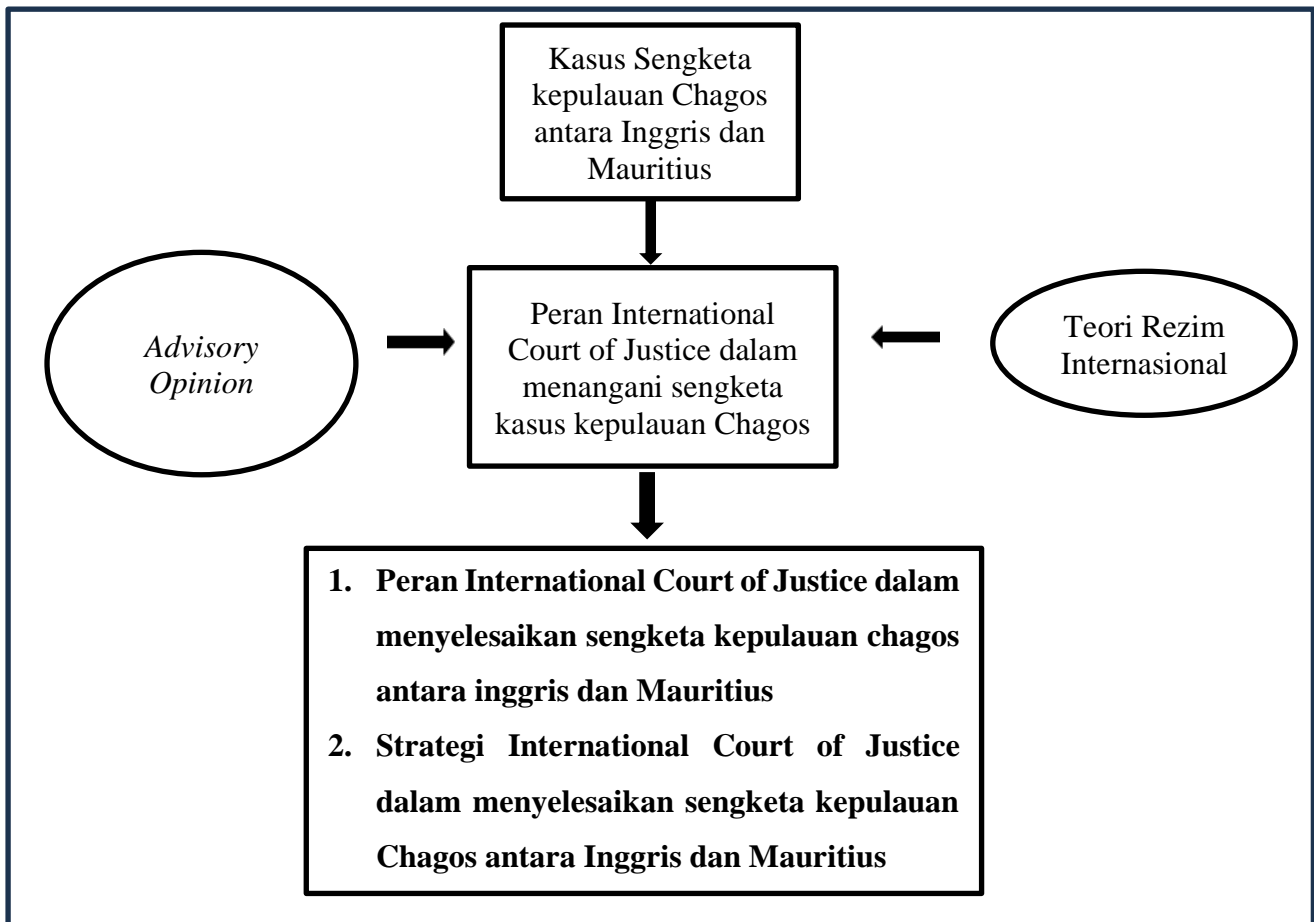 Kasus Sengketa
kepulauan Chagos
antara Inggris dan
Mauritius
Advisory
Opinion
Peran International
Court of Justice dalam
menangani sengketa
kasus kepulauan Chagos
Teori Rezim
Internasional
1. Peran International Court of Justice dalam
menyelesaikan sengketa kepulauan chagos
antara inggris dan Mauritius
2. Strategi International Court of Justice
dalam menyelesaikan sengketa kepulauan
Chagos antara Inggris dan Mauritius